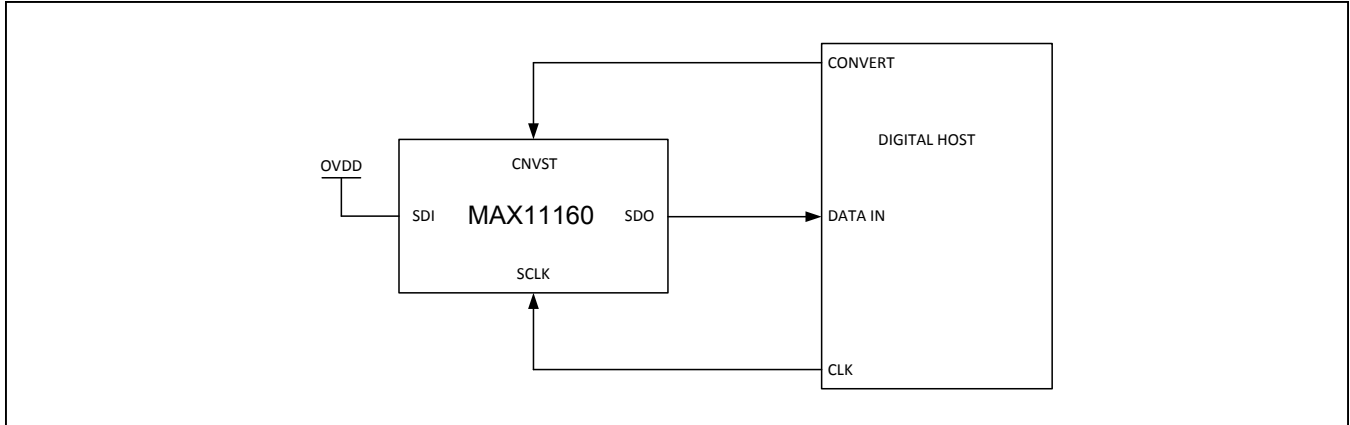 CONVERT
DIGITAL HOST
CNVST
OVDD
SDI MAX11160 SDO
DATA IN
SCLK
CLK